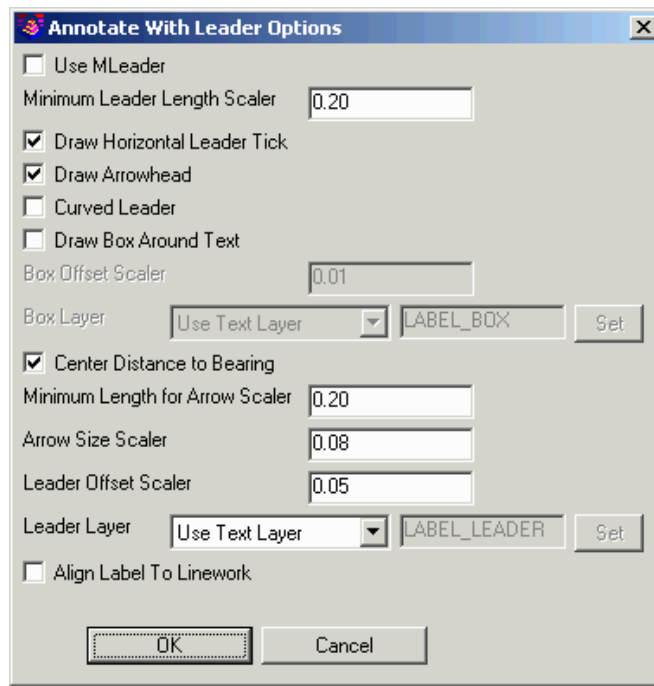 Annotate With Leader Options
Use MLeader
Minimum Leader Length Scaler 0.20
Draw Horizontal Leader Tick
Draw Arrowhead
Curved Leader
Draw Box Around Text
Box Offset Scaler 0.01
Box Layer Use Text Layer LABEL_BOX Set
Center Distance to Bearing
Minimum Length for Arrow Scaler 0.20
Arrow Size Scaler 0.08
Leader Offset Scaler 0.05
Leader Layer Use Text Layer LABEL_LEADER Set
Align Label To Linework
OK Cancel